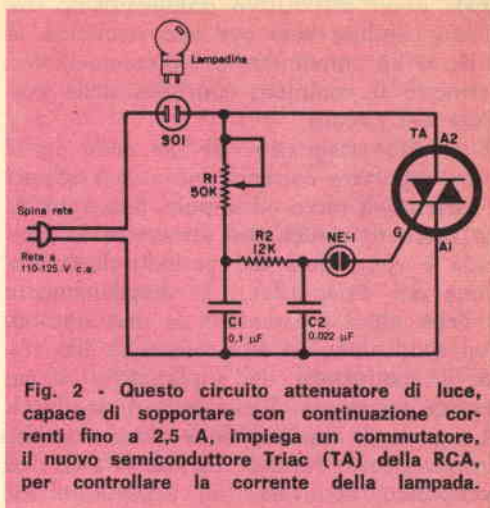 Lampadina
SO1
TA
A2
R1
50K
Spina rete
R2
12K
NE-1
G
A1
Rete a
110-125 V c.a.
C1
0,1 µF
C2
0,022 µF
Fig. 2 - Questo circuito attenuatore di luce,
capace di sopportare con continuazione cor-
renti fino a 2,5 A, impiega un commutatore,
il nuovo semiconduttore Triac (TA) della RCA,
per controllare la corrente della lampada.